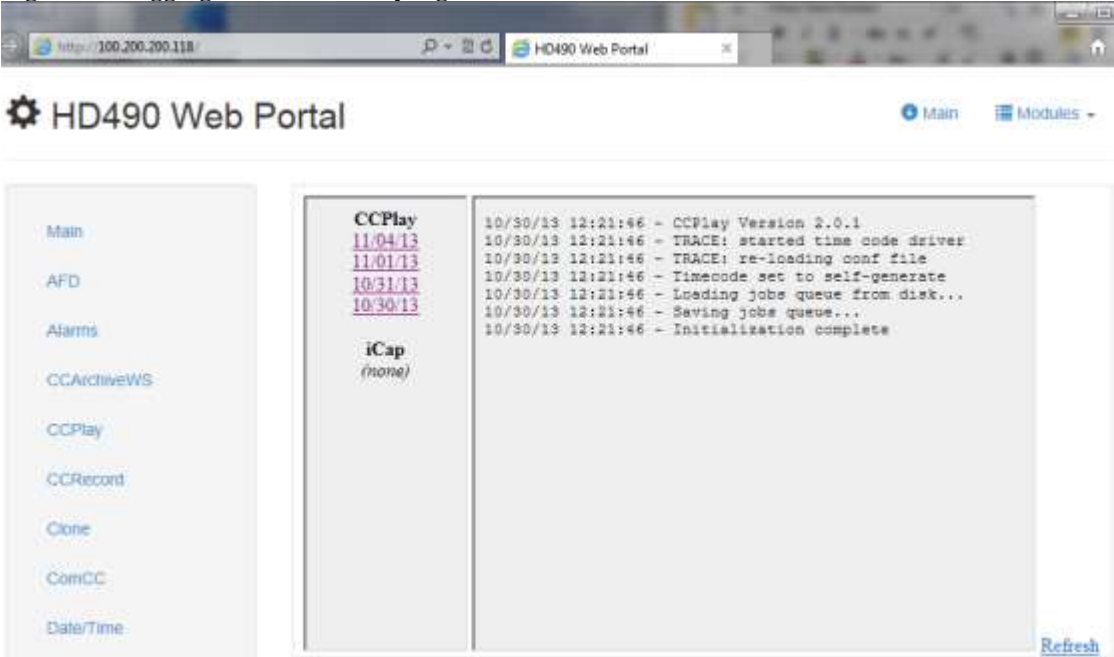 http://100.200.200.118/
HD490 Web Portal
HD490 Web Portal
Main
Modules
Main
AFD
Alarms
CCArchiveWS
CCPlay
CCRecord
Clone
ComCC
Date/Time
CCPlay
11/04/13
11/01/13
10/31/13
10/30/13
iCap
(none)
10/30/13 12:21:46 - CCPlay Version 2.0.1
10/30/13 12:21:46 - TRACE: started time code driver
10/30/13 12:21:46 - TRACE: re-loading conf file
10/30/13 12:21:46 - Timecode set to self-generate
10/30/13 12:21:46 - Loading jobs queue from disk...
10/30/13 12:21:46 - Saving jobs queue...
10/30/13 12:21:46 - Initialization complete
Refresh